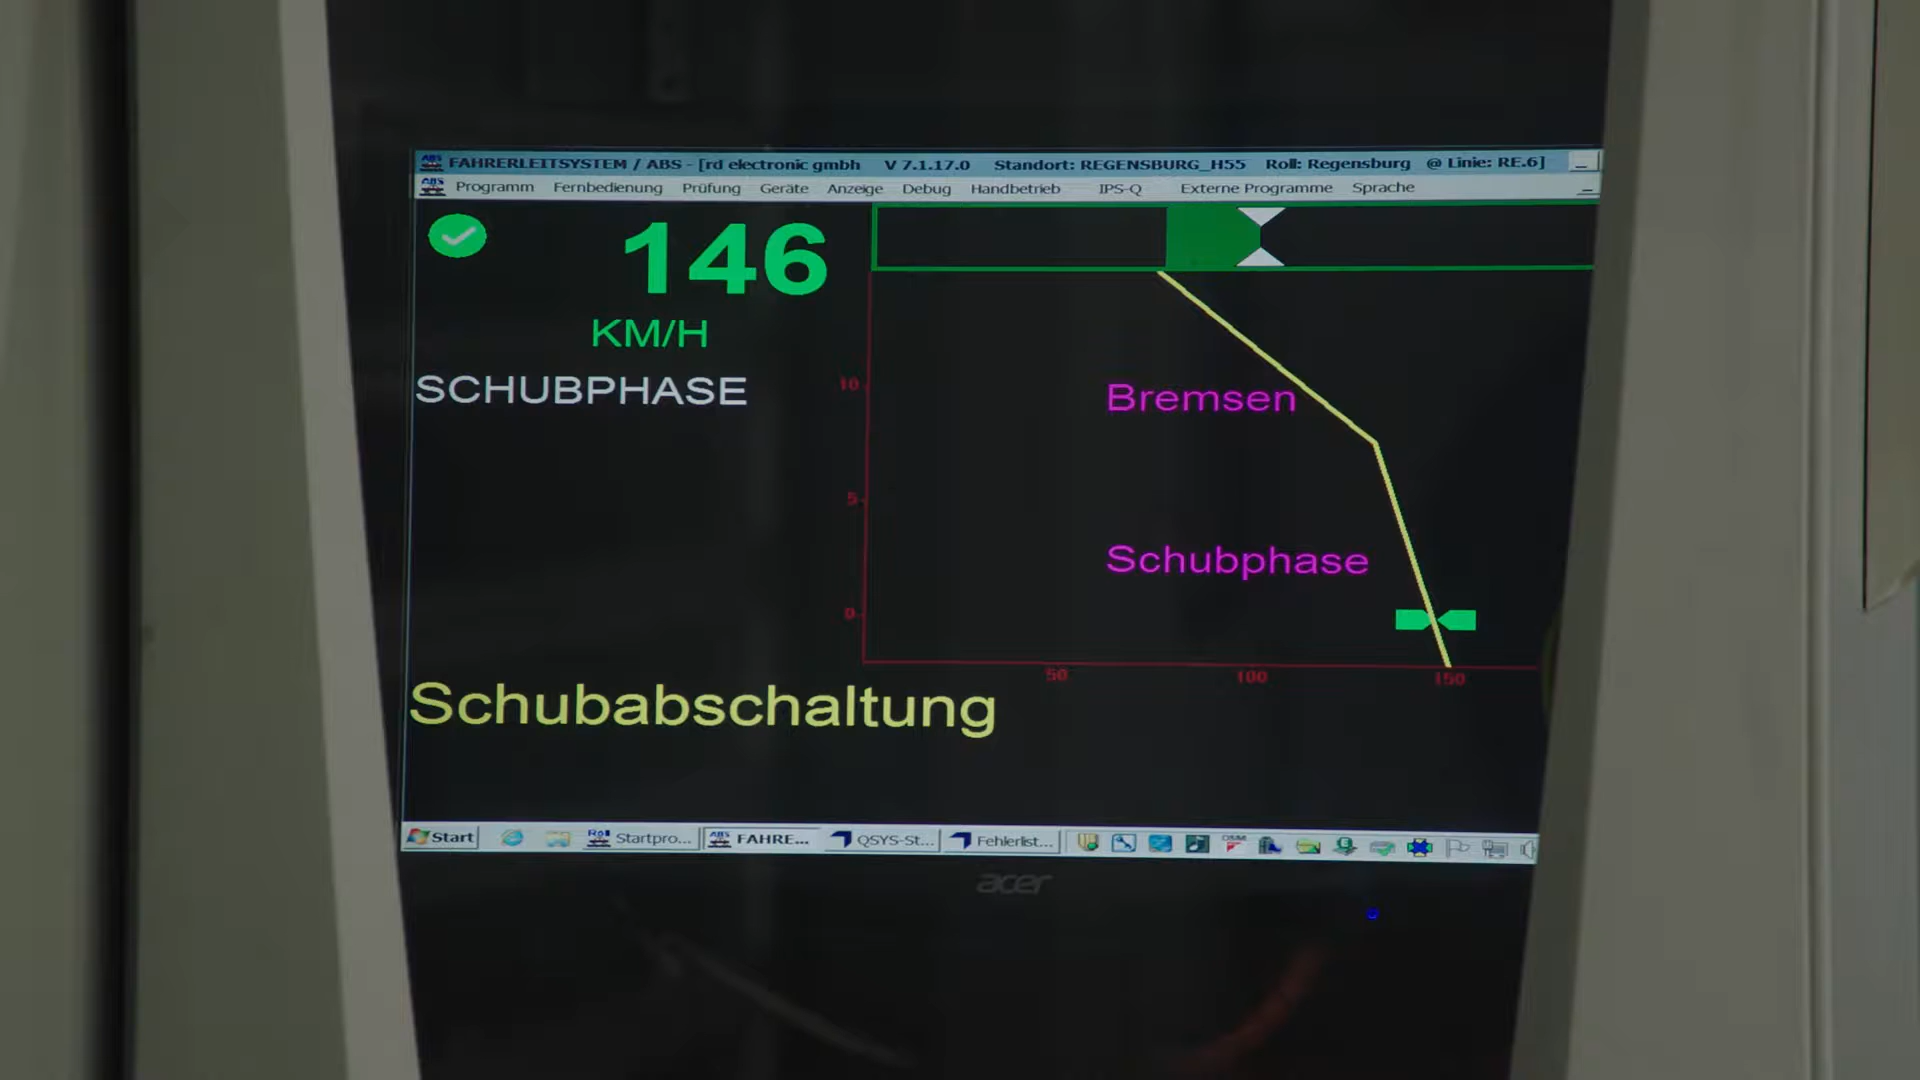 FAHRERLEITSYSTEM / ABS - [rd electronic gmbh V 7.1.17.0 Standort: REGENSBURG_H55 Roll: Regensburg @ Linie: RE.6]
Programm Fernbedienung Prüfung Geräte Anzeige Debug Handbetrieb IPS-Q Externe Programme Sprache
146
KM/H
SCHUBPHASE
10
Bremsen
5
Schubphase
0
50 100 150
Schubabschaltung
Start Startpro... FAHRE... QSYS-St... Fehlerlist...
acer